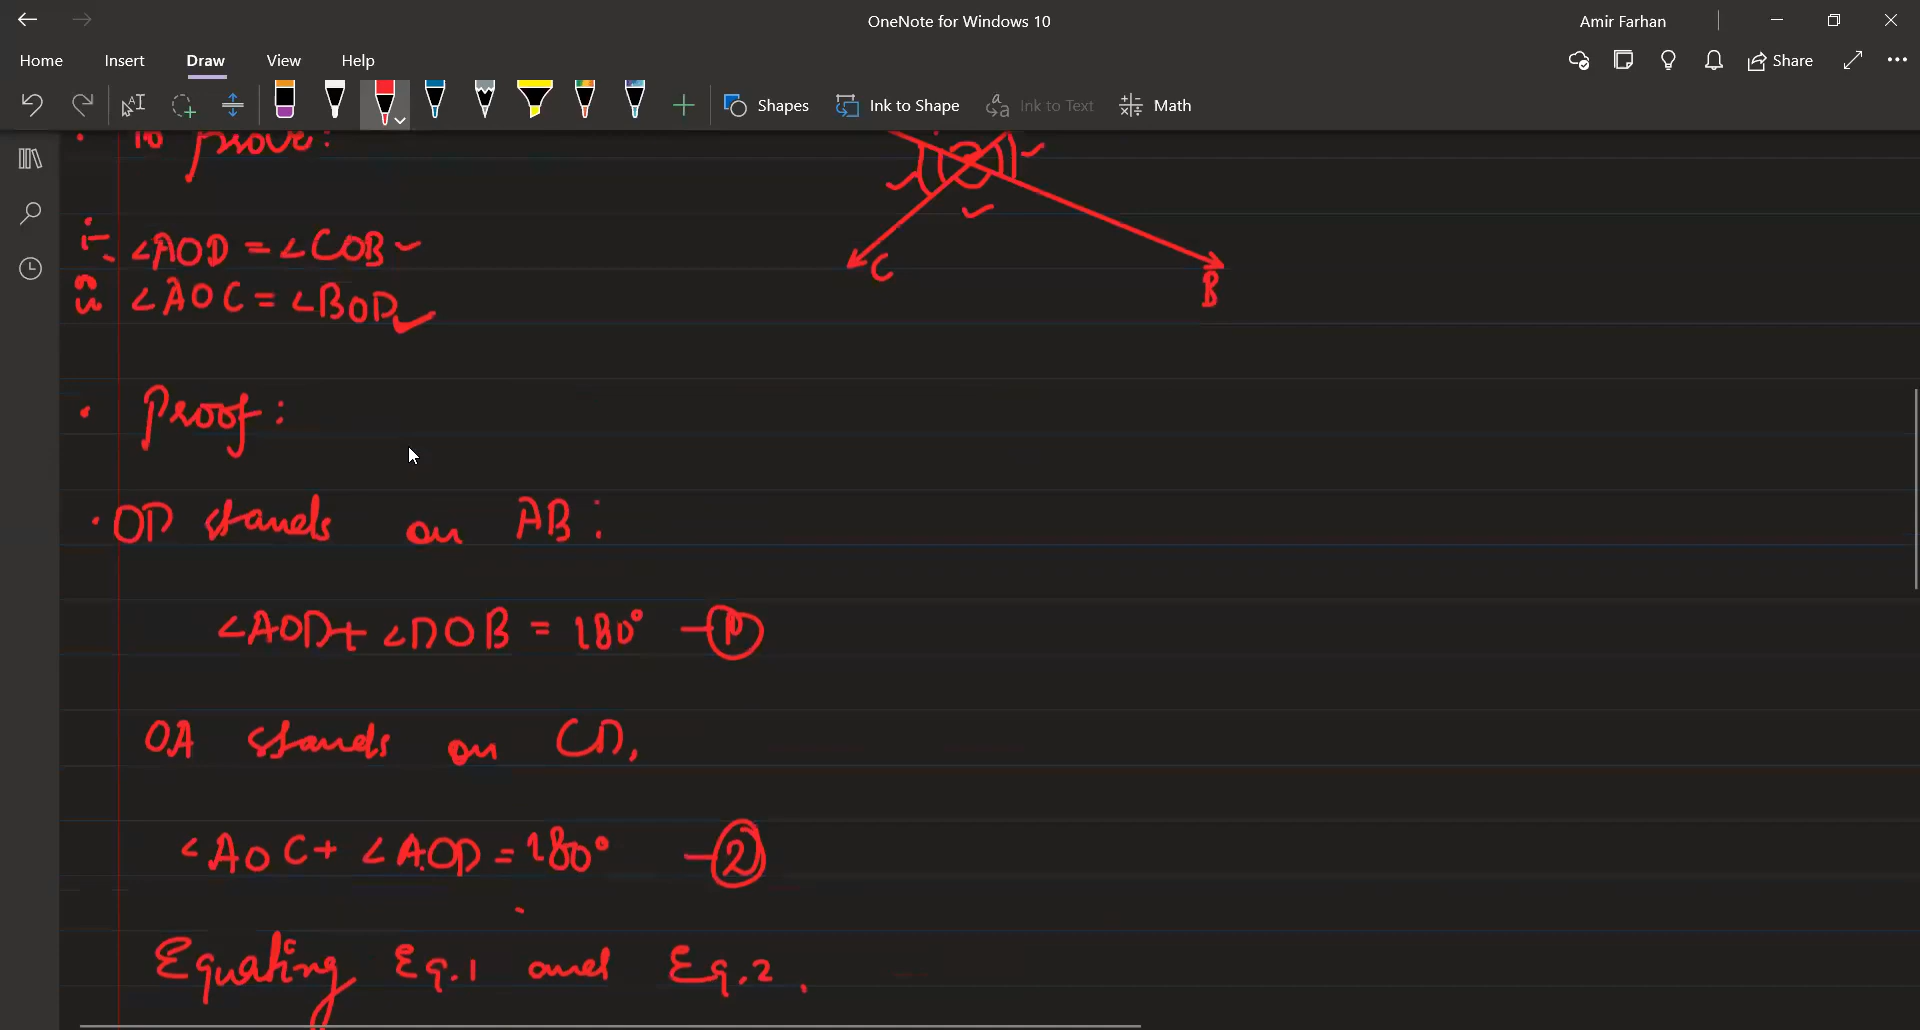 OneNote for Windows 10
Amir Farhan
Home Insert Draw View Help
Share
Shapes Ink to Shape Ink to Text Math
• To prove:
i- ∠AOD = ∠COB
∠AOC = ∠BOD
C
B
• Proof:
• OD stands on AB:
∠AOD + ∠DOB = 180° - 1
OA stands on CD,
∠AOC + ∠AOD = 180° - 2
Equating Eq.1 and Eq.2.